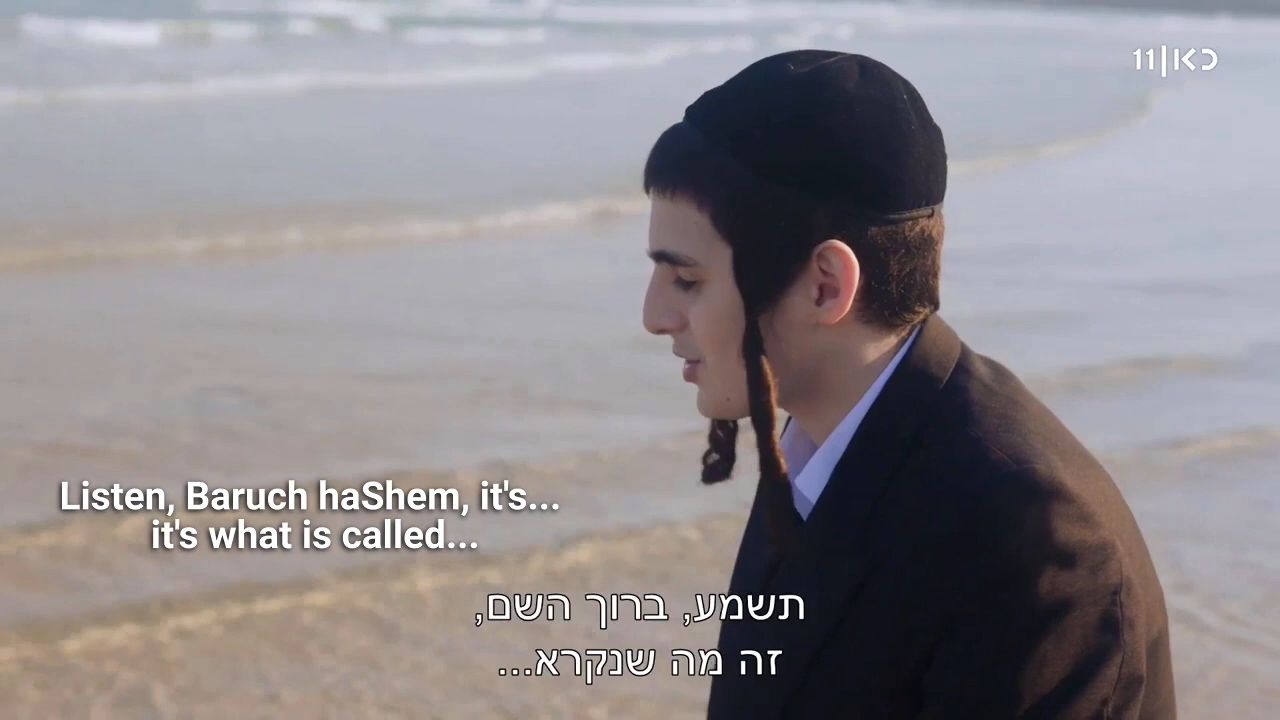 כאן|11
Listen, Baruch haShem, it's...
it's what is called...
תשמע, ברוך השם,
זה מה שנקרא...